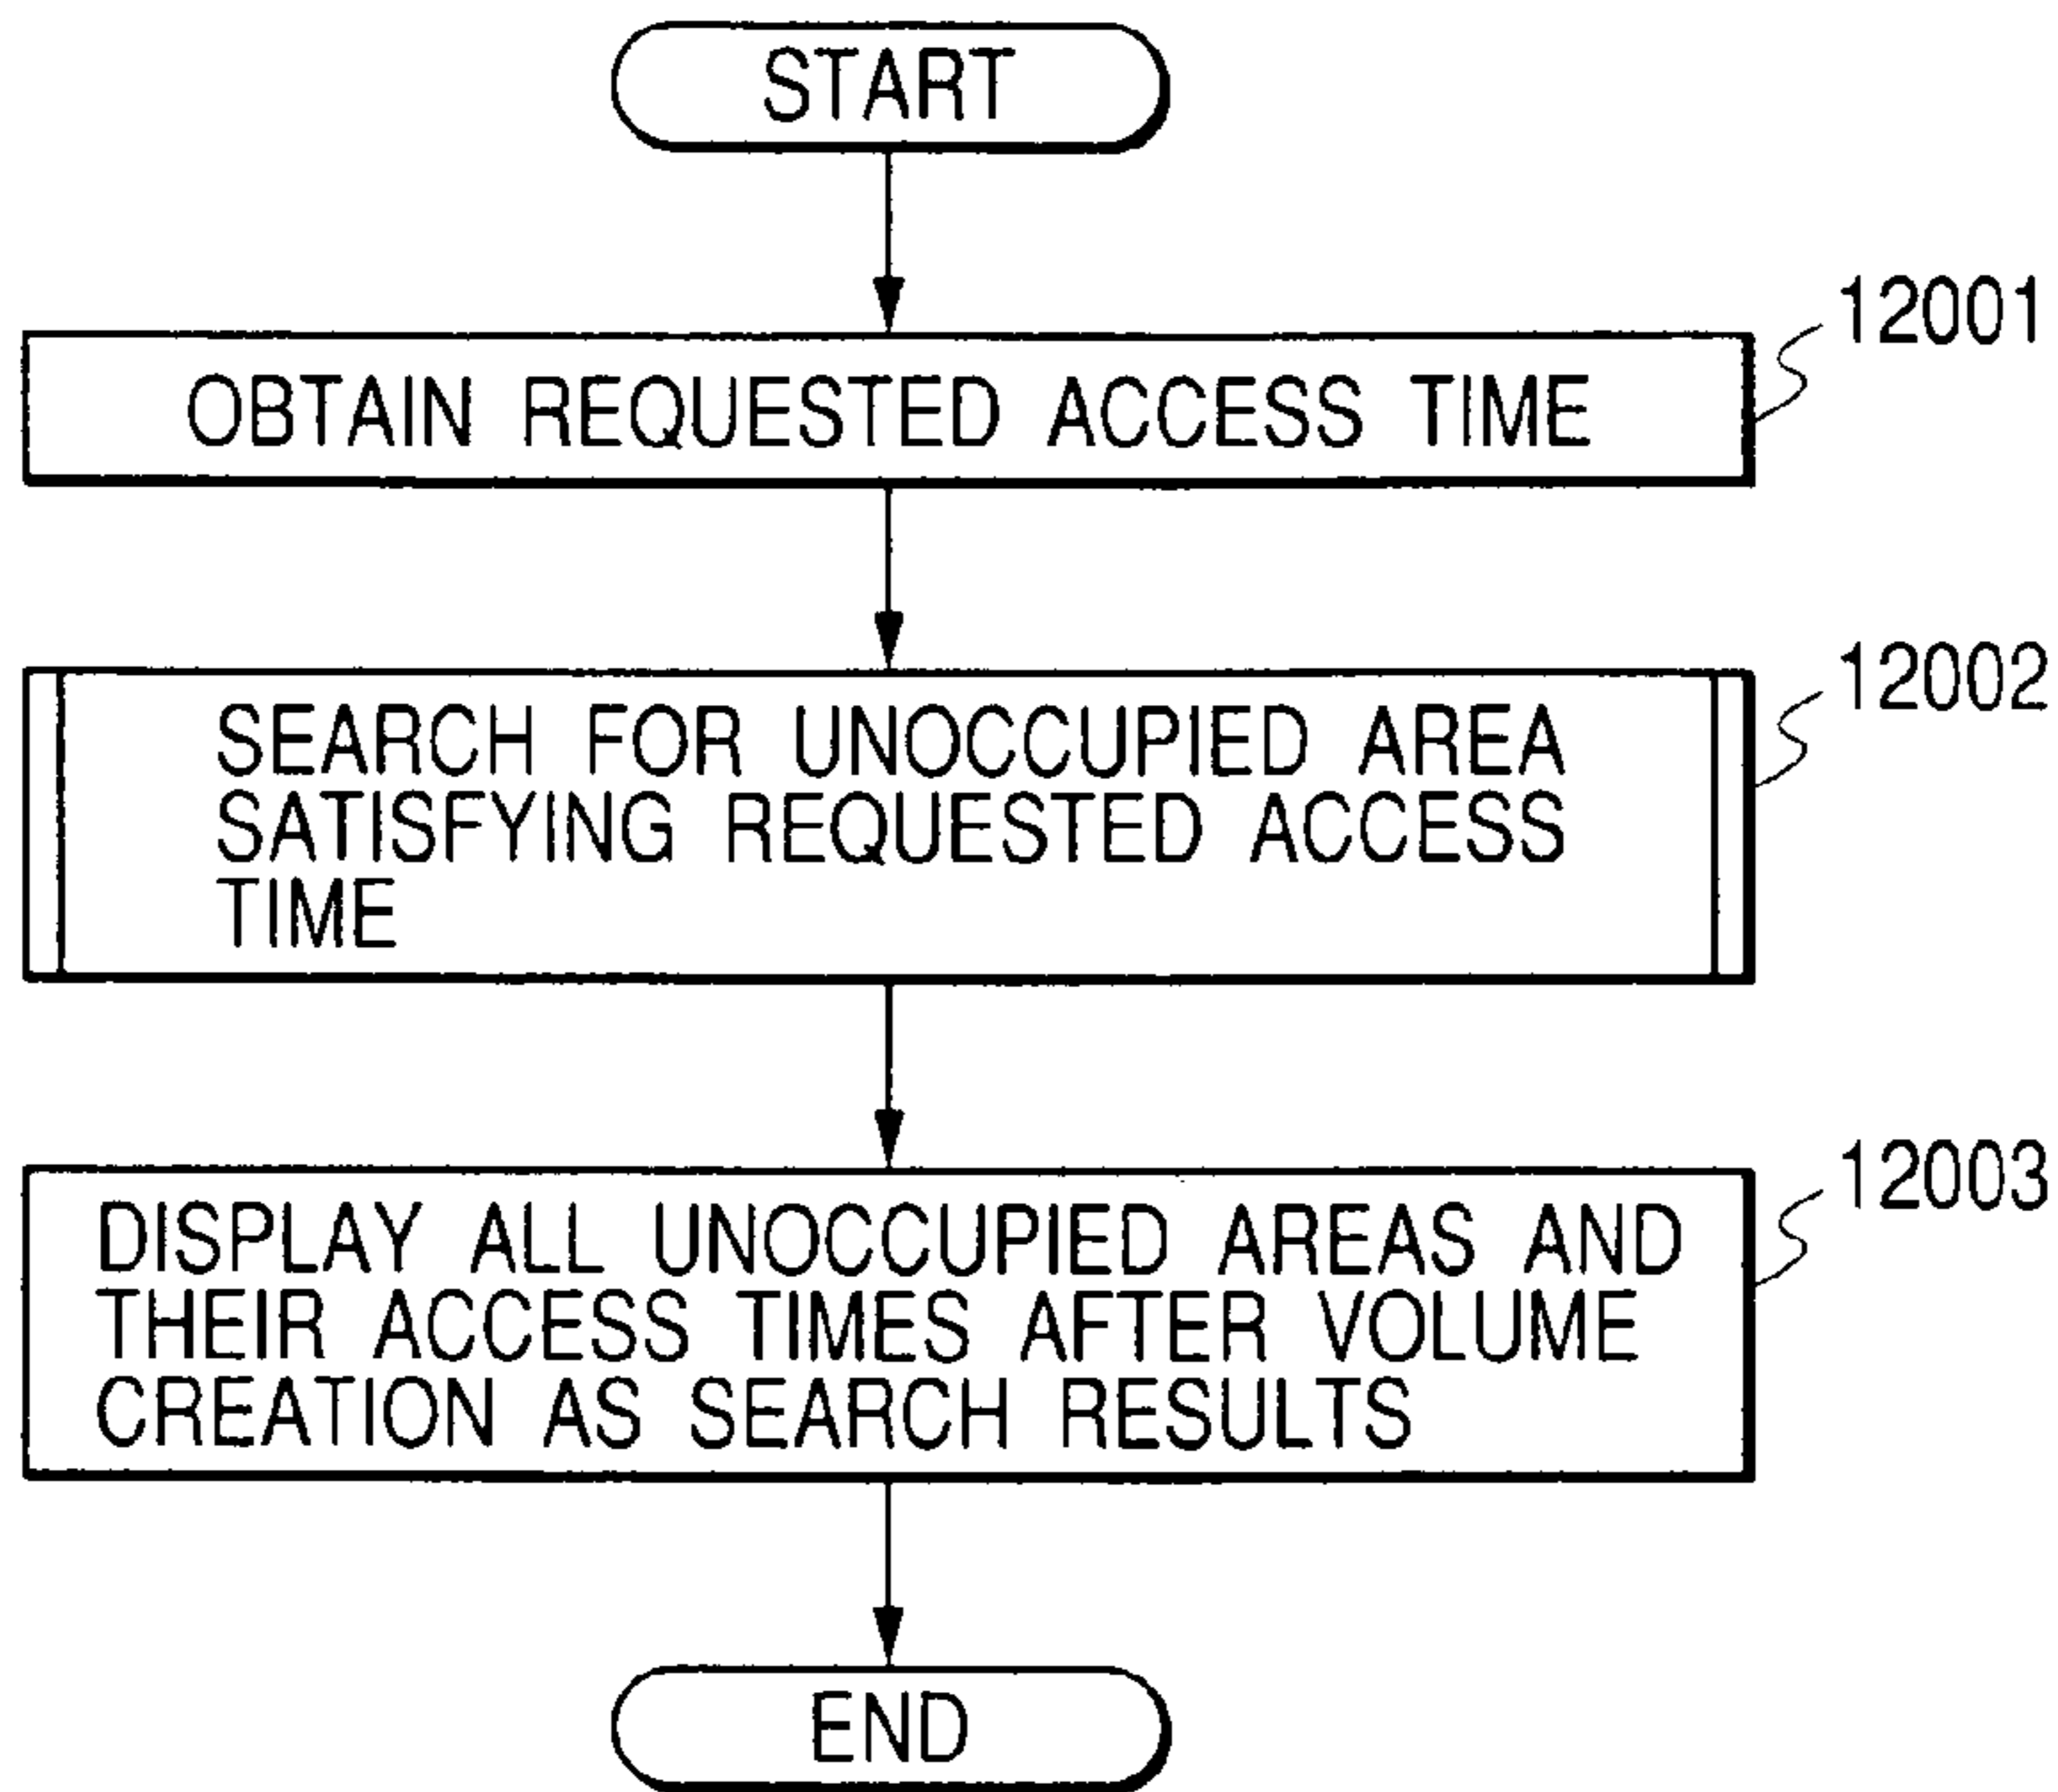 START
12001
OBTAIN REQUESTED ACCESS TIME
12002
SEARCH FOR UNOCCUPIED AREA
SATISFYING REQUESTED ACCESS
TIME
12003
DISPLAY ALL UNOCCUPIED AREAS AND
THEIR ACCESS TIMES AFTER VOLUME
CREATION AS SEARCH RESULTS
END